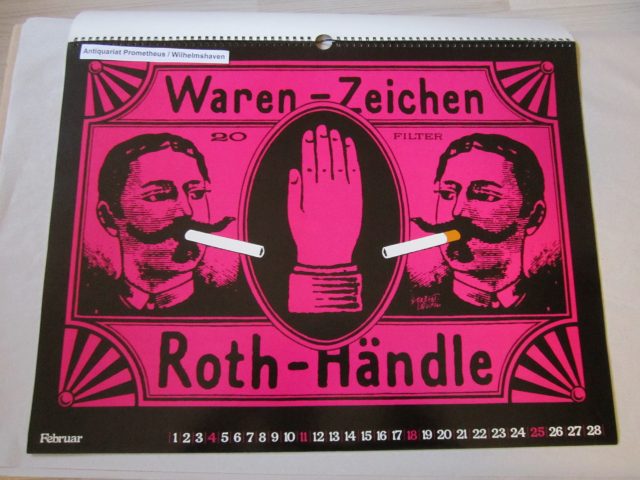 Antiquariat Prometheus / Wilhelmshaven
Waren-Zeichen
20 FILTER
Roth-Händle
Februar 1 2 3 4 5 6 7 8 9 10 11 12 13 14 15 16 17 18 19 20 21 22 23 24 25 26 27 28